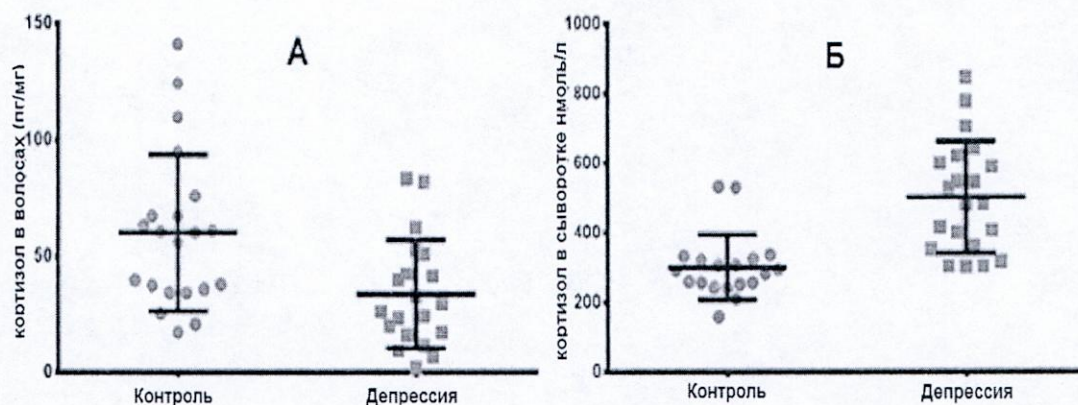 150
100
50
0
кортизол в волосах (пг/мг)
А
Контроль
Депрессия
1000
800
600
400
200
0
кортизол в сыворотке нмоль/л
Б
Контроль
Депрессия